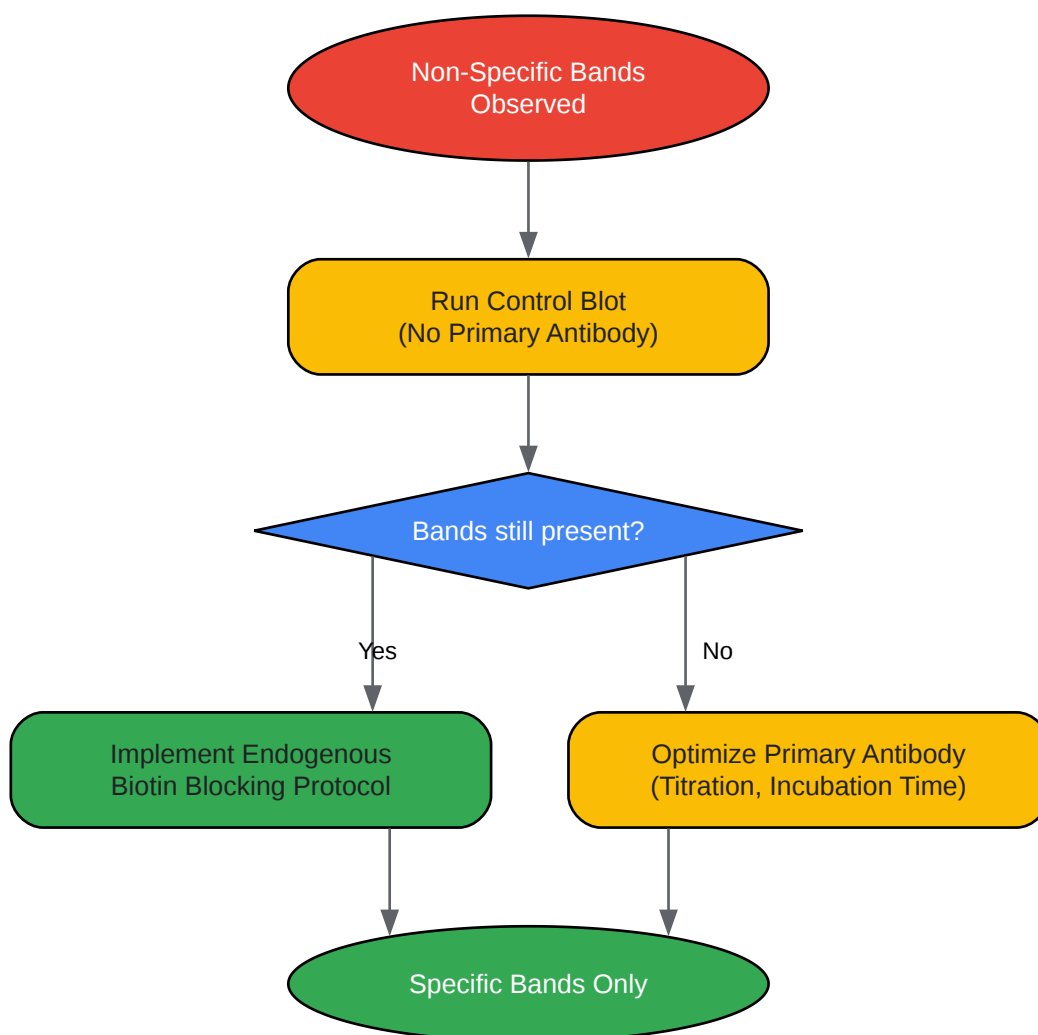 Non-Specific Bands
Observed
Run Control Blot
(No Primary Antibody)
Bands still present?
Yes
No
Implement Endogenous
Biotin Blocking Protocol
Optimize Primary Antibody
(Titration, Incubation Time)
Specific Bands Only